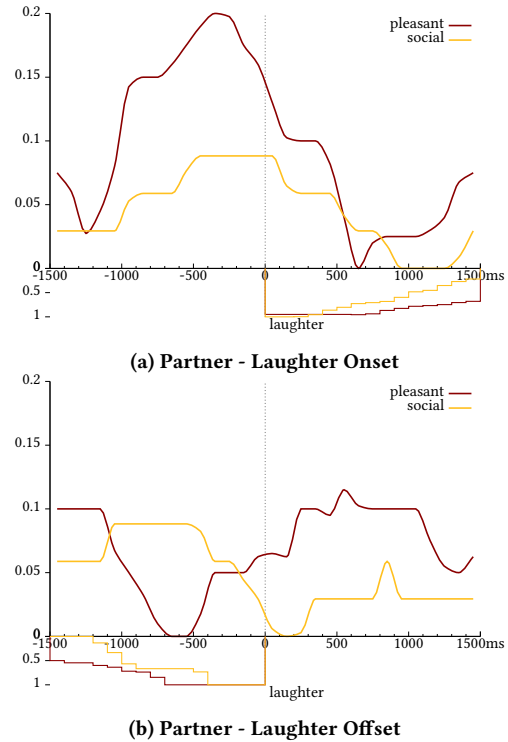 0.2
pleasant
social
0.15
0.1
0.05
0
-1500 -1000 -500 0 500 1000 1500ms
0.5
1
laughter
(a) Partner - Laughter Onset
0.2
pleasant
social
0.15
0.1
0.05
0
-1500 -1000 -500 0 500 1000 1500ms
0.5
1
laughter
(b) Partner - Laughter Offset